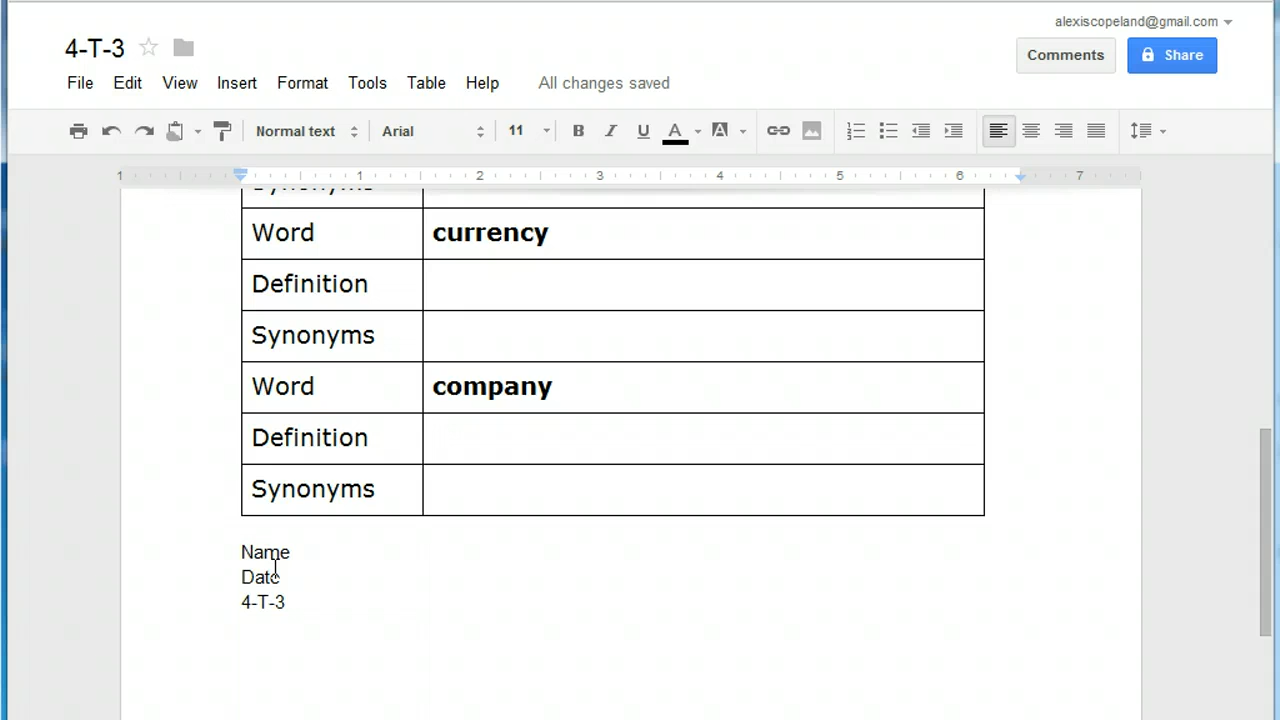 alexiscopeland@gmail.com
4-T-3
Comments
Share
File Edit View Insert Format Tools Table Help All changes saved
Normal text Arial 11 B I U A A
1 1 2 3 4 5 6 7
Synonyms
Word currency
Definition
Synonyms
Word company
Definition
Synonyms
Name
Date
4-T-3